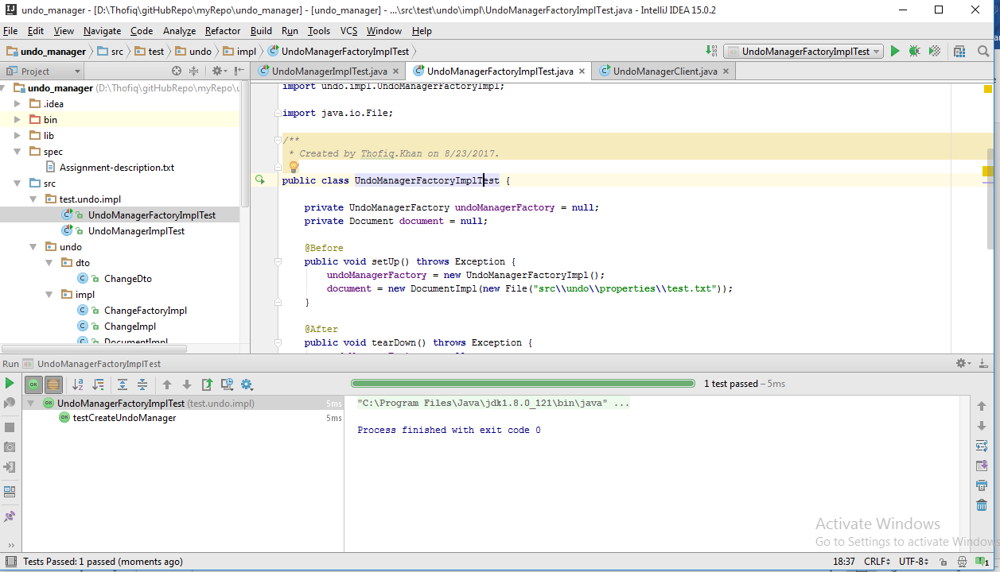 undo_manager - [D:\Thofiq\gitHubRepo\myRepo\undo_manager] - [undo_manager] - ...\src\test\undo\impl\UndoManagerFactoryImplTest.java - IntelliJ IDEA 15.0.2
File Edit View Navigate Code Analyze Refactor Build Run Tools VCS Window Help
undo_manager src test undo impl UndoManagerFactoryImplTest UndoManagerFactoryImplTest
Project UndoManagerImplTest.java UndoManagerFactoryImplTest.java UndoManagerClient.java
undo_manager (D:\Thofiq\gitHubRepo\myRepo\u
.idea
bin
lib
spec
Assignment-description.txt
src
test.undo.impl
UndoManagerFactoryImplTest
UndoManagerImplTest
undo
dto
ChangeDto
impl
ChangeFactoryImpl
ChangeImpl
DocumentImpl
import undo.impl.UndoManagerFactoryImpl;
import java.io.File;
/**
* Created by Thofiq.Khan on 8/23/2017.
public class UndoManagerFactoryImplTest {
private UndoManagerFactory undoManagerFactory = null;
private Document document = null;
@Before
public void setUp() throws Exception {
undoManagerFactory = new UndoManagerFactoryImpl();
document = new DocumentImpl(new File("src\\undo\\properties\\test.txt"));
}
@After
public void tearDown() throws Exception {
Run UndoManagerFactoryImplTest
1 test passed – 5ms
UndoManagerFactoryImplTest (test.undo.impl) 5ms
testCreateUndoManager 5ms
"C:\Program Files\Java\jdk1.8.0_121\bin\java" ...
Process finished with exit code 0
Activate Windows
Go to Settings to activate Windows
Tests Passed: 1 passed (moments ago) 18:37 CRLF UTF-8 1